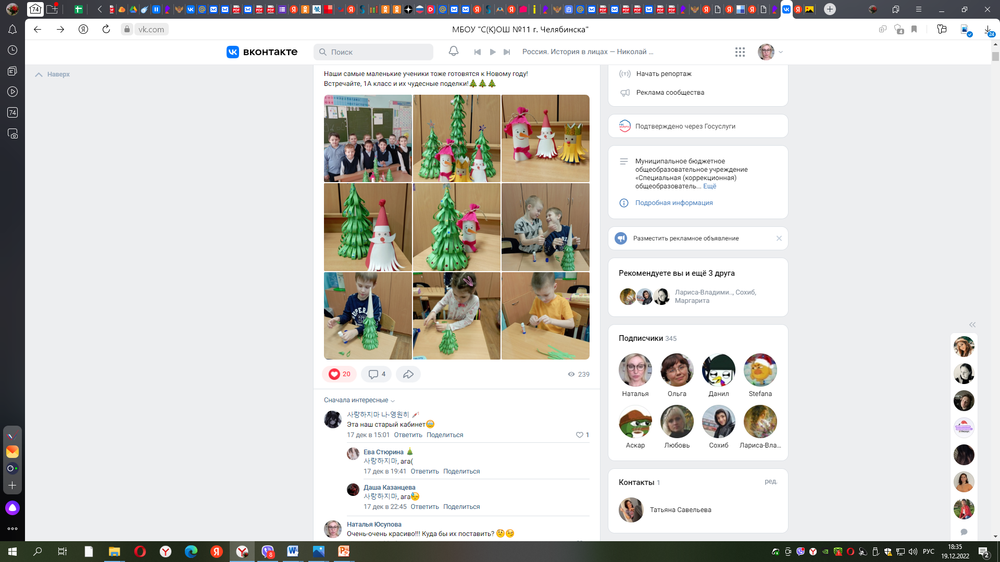 74
МБОУ "С(К)ОШ №11 г. Челябинска"
vk.com
4
24
ВКОНТАКТЕ
Поиск
Россия. История в лицах — Николай ...
Наверх
74
Наши самые маленькие ученики тоже готовятся к Новому году!
Встречайте, 1А класс и их чудесные поделки!🎄🎄🎄
20
4
239
Сначала интересные
사랑하지마 나-영원히
Эта наш старый кабинет
17 дек в 15:01 Ответить Поделиться
1
Ева Стюрина
사랑하지마, ага(
17 дек в 19:41 Ответить Поделиться
Даша Казанцева
사랑하지마, ага
17 дек в 22:45 Ответить Поделиться
Наталья Юсупова
Очень-очень красиво!!! Куда бы их поставить?
Начать репортаж
Реклама сообщества
Подтверждено через Госуслуги
Муниципальное бюджетное
общеобразовательное учреждение
«Специальная (коррекционная)
общеобразователь... Ещё
Подробная информация
Разместить рекламное объявление
Рекомендуете вы и ещё 3 друга
Лариса-Владими.., Сохиб,
Маргарита
Подписчики 345
Наталья Ольга Данил Stefana
Аскар Любовь Сохиб Лариса-Вла...
Контакты 1
ред.
Татьяна Савельева
8
РУС
18:35
19.12.2022
2